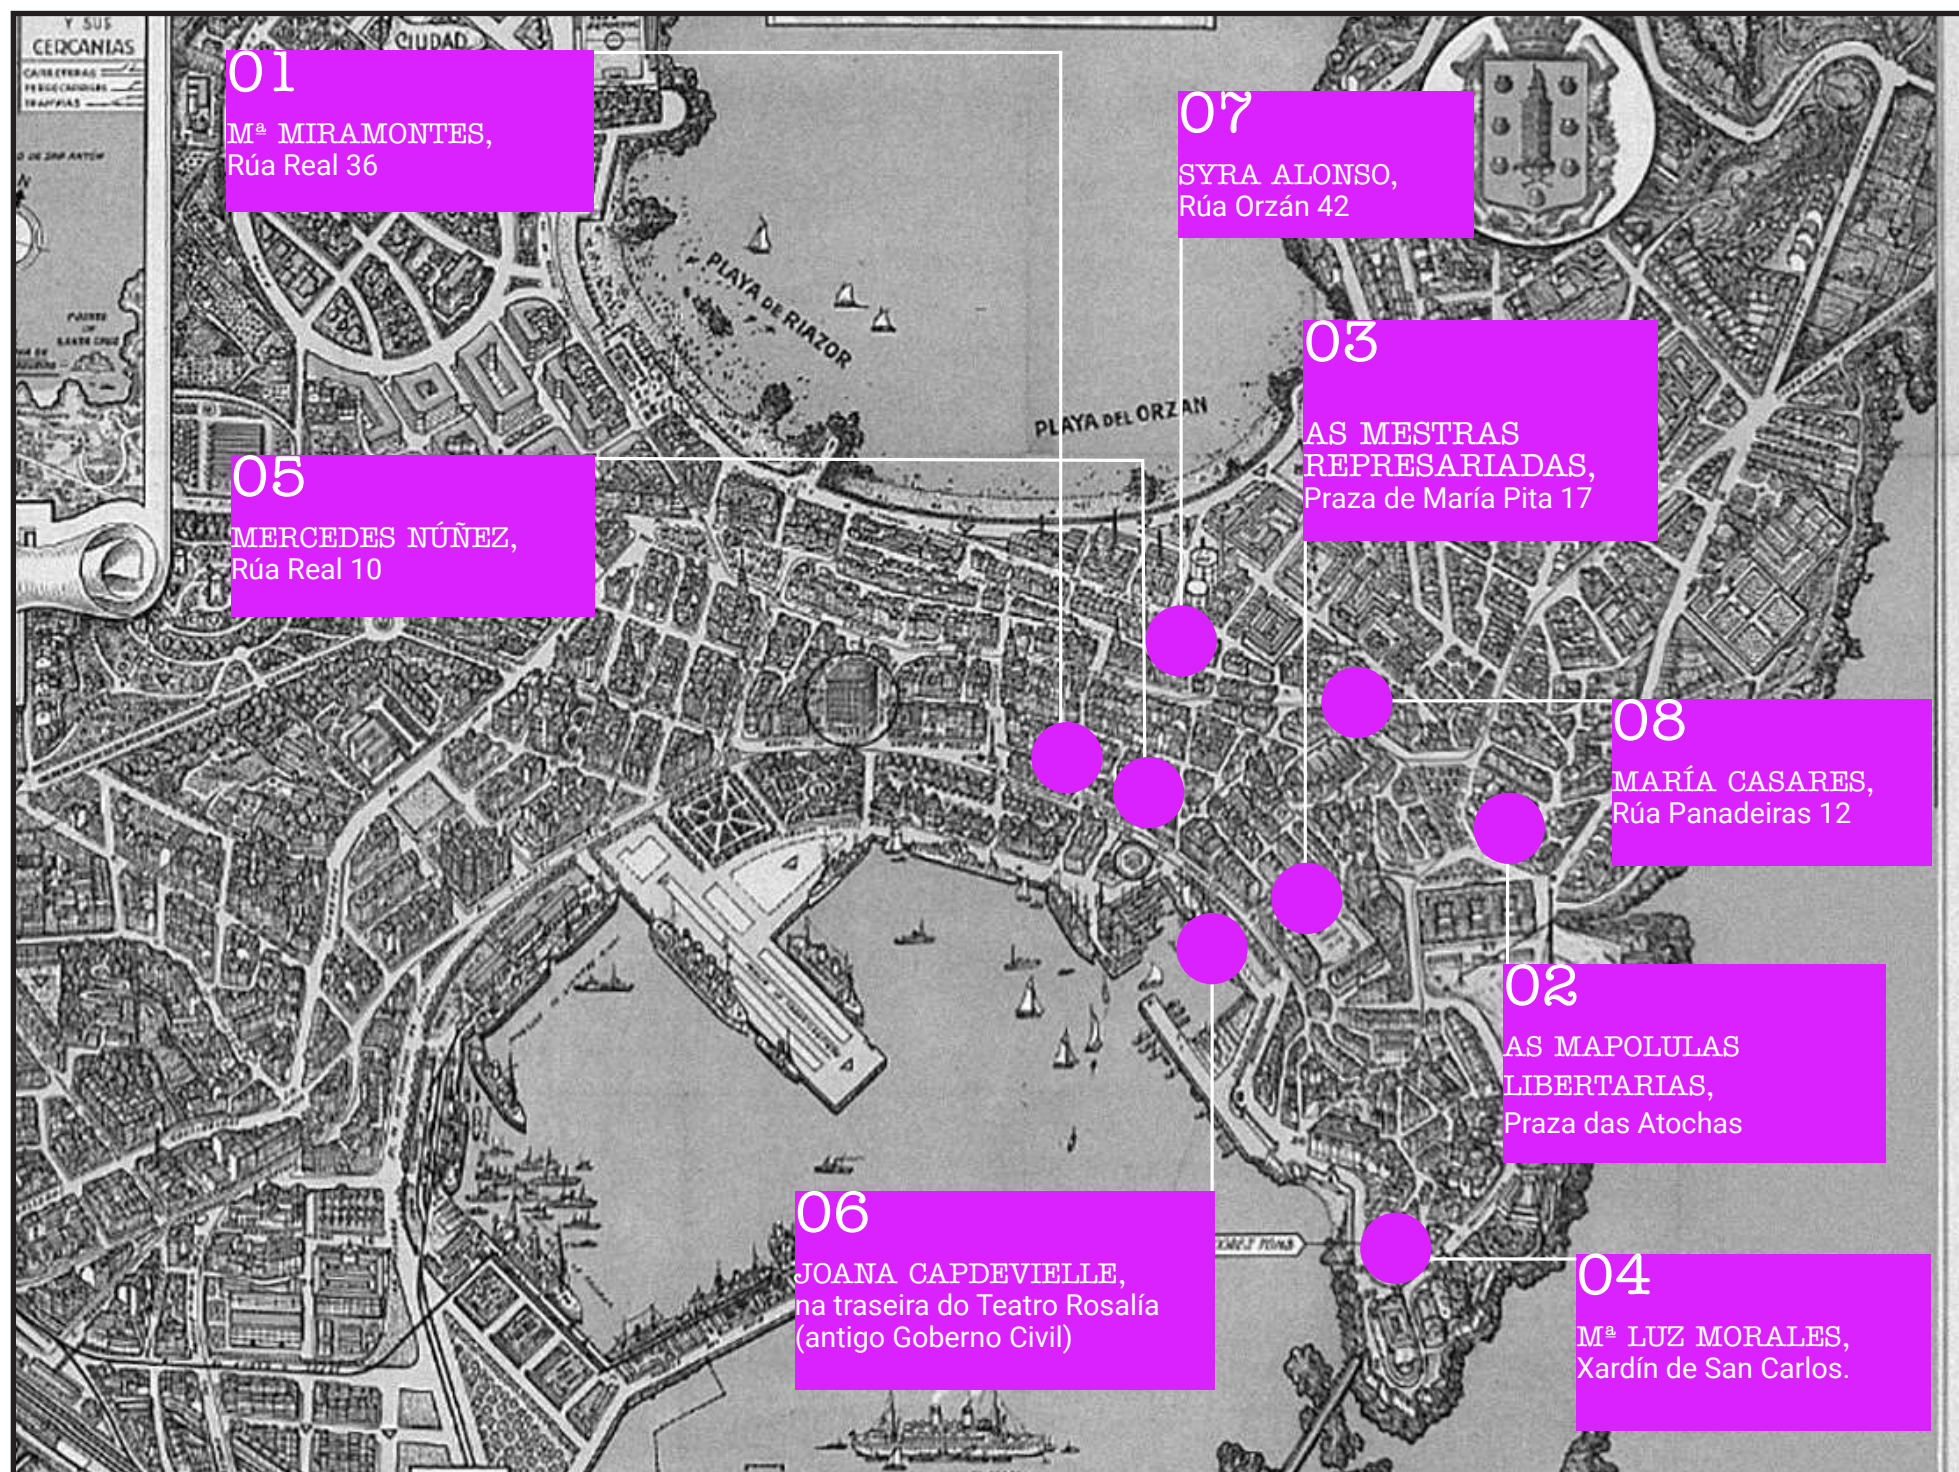 Y SUS
CERCANIAS
CARRETERAS
FERROCARRILES
TRANVIAS
CIUDAD
01
Mª MIRAMONTES,
Rúa Real 36
07
SYRA ALONSO,
Rúa Orzán 42
PLAYA DE RIAZOR
PLAYA DEL ORZAN
03
AS MESTRAS
REPRESARIADAS,
Praza de María Pita 17
05
MERCEDES NÚÑEZ,
Rúa Real 10
08
MARÍA CASARES,
Rúa Panadeiras 12
02
AS MAPOLULAS
LIBERTARIAS,
Praza das Atochas
06
JOANA CAPDEVIELLE,
na traseira do Teatro Rosalía
(antigo Goberno Civil)
04
Mª LUZ MORALES,
Xardín de San Carlos.